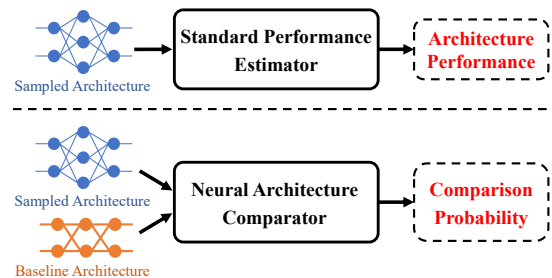 Standard Performance
Estimator
Architecture
Performance
Sampled Architecture
Sampled Architecture
Neural Architecture
Comparator
Comparison
Probability
Baseline Architecture